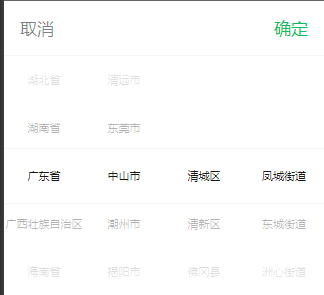 取消 确定
湖北省 清远市
湖南省 东莞市
广东省 中山市 清城区 凤城街道
广西壮族自治区 潮州市 清新区 东城街道
海南省 揭阳市 佛冈县 洲心街道